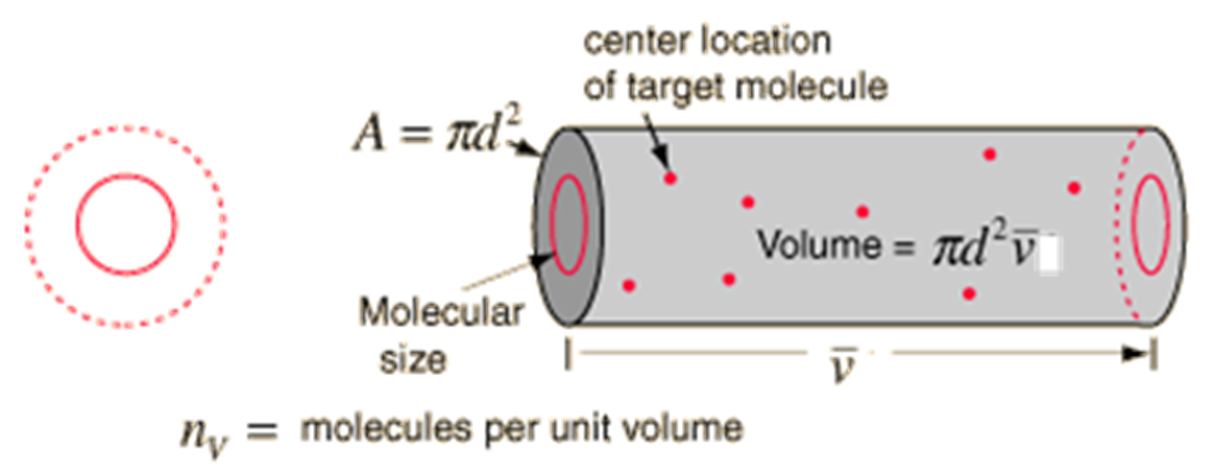 center location
of target molecule
A = πd²
Volume = πd²v̅
Molecular
size
v̅
n_V = molecules per unit volume